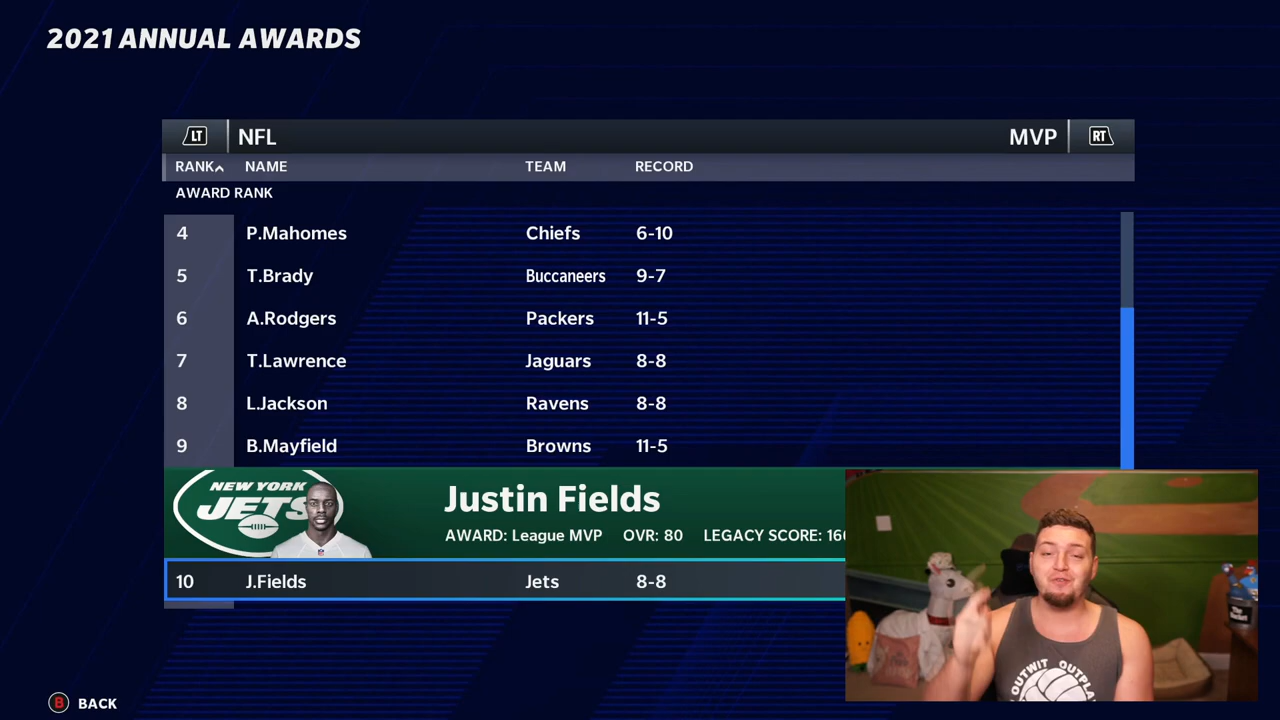 2021 ANNUAL AWARDS
LT NFL MVP RT
RANK NAME TEAM RECORD
AWARD RANK
4 P.Mahomes Chiefs 6-10
5 T.Brady Buccaneers 9-7
6 A.Rodgers Packers 11-5
7 T.Lawrence Jaguars 8-8
8 L.Jackson Ravens 8-8
9 B.Mayfield Browns 11-5
NEW YORK
JETS
Justin Fields
AWARD: League MVP OVR: 80 LEGACY SCORE:
10 J.Fields Jets 8-8
OUTWIT
B BACK